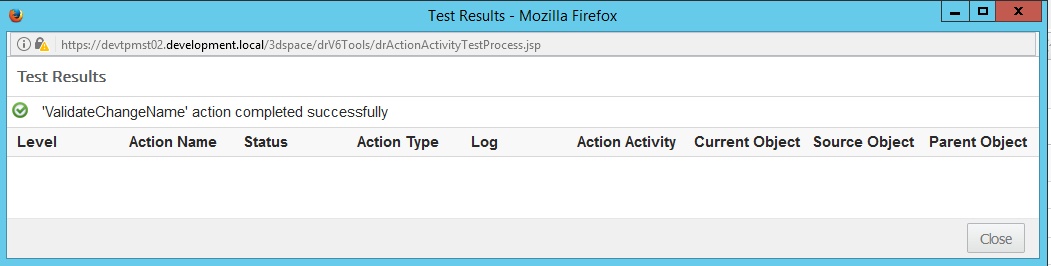 Test Results - Mozilla Firefox
https://devtpmst02.development.local/3dspace/drV6Tools/drActionActivityTestProcess.jsp
Test Results
'ValidateChangeName' action completed successfully
Level Action Name Status Action Type Log Action Activity Current Object Source Object Parent Object
Close